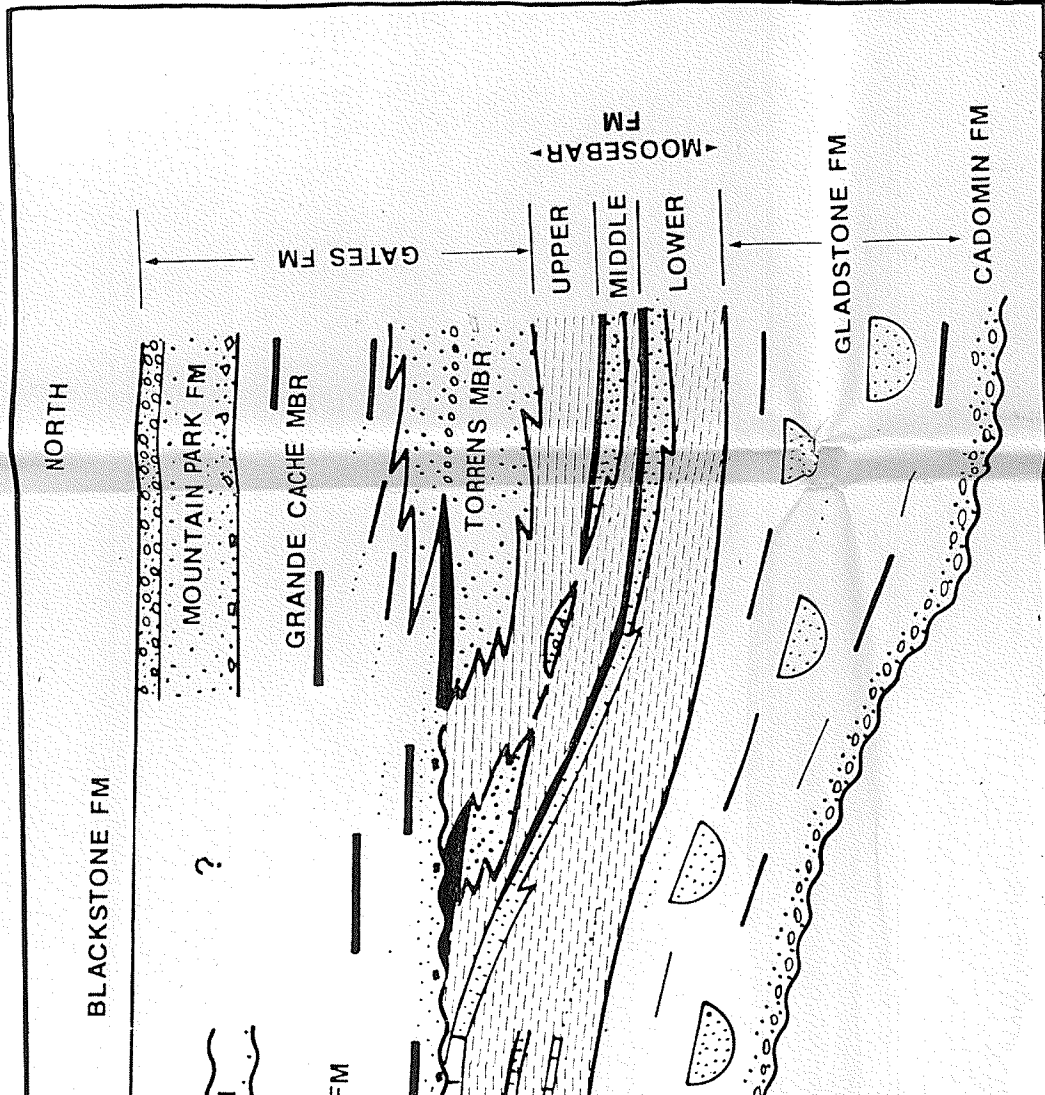 NORTH
BLACKSTONE FM
MOUNTAIN PARK FM
GRANDE CACHE MBR
TORRENS MBR
GATES FM
MOOSEBAR
FM
UPPER
MIDDLE
LOWER
GLADSTONE FM
CADOMIN FM
?
FM